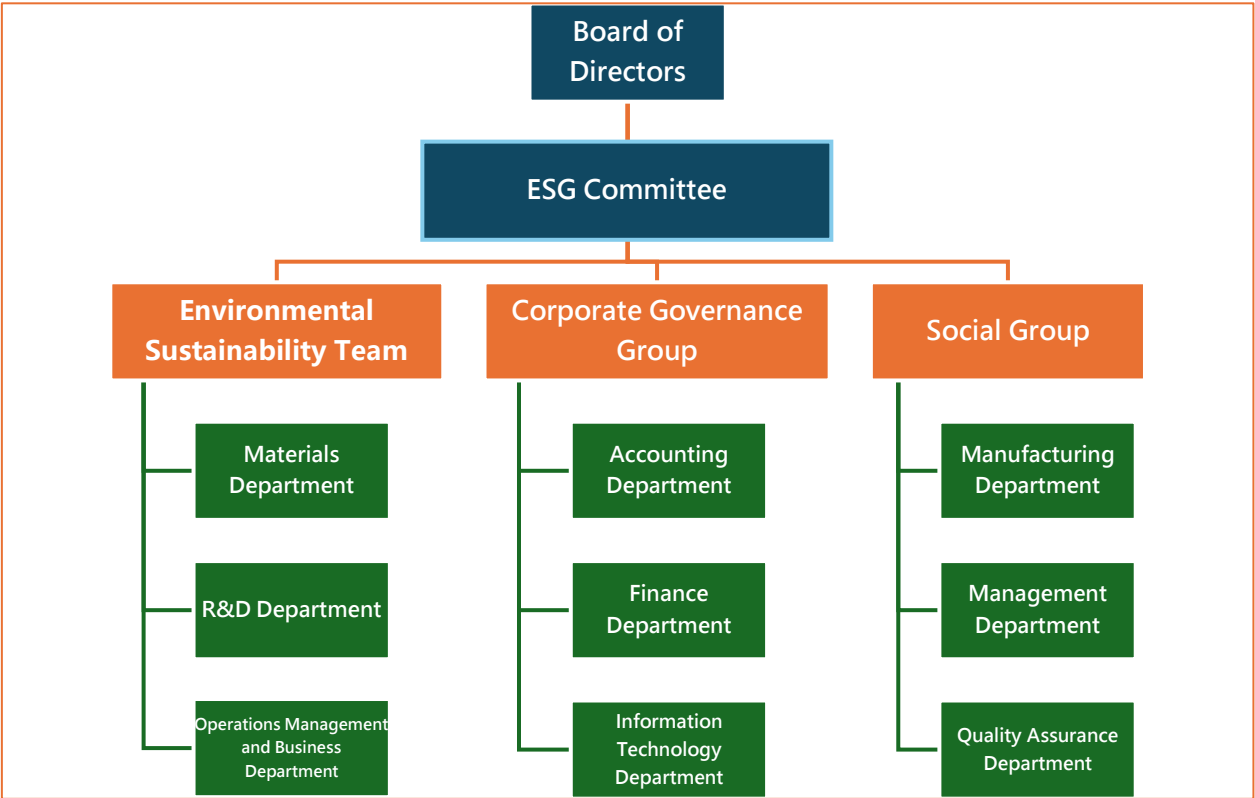 Board of
Directors
ESG Committee
Environmental
Sustainability Team
Corporate Governance
Group
Social Group
Materials
Department
Accounting
Department
Manufacturing
Department
R&D Department
Finance
Department
Management
Department
Operations Management
and Business
Department
Information
Technology
Department
Quality Assurance
Department